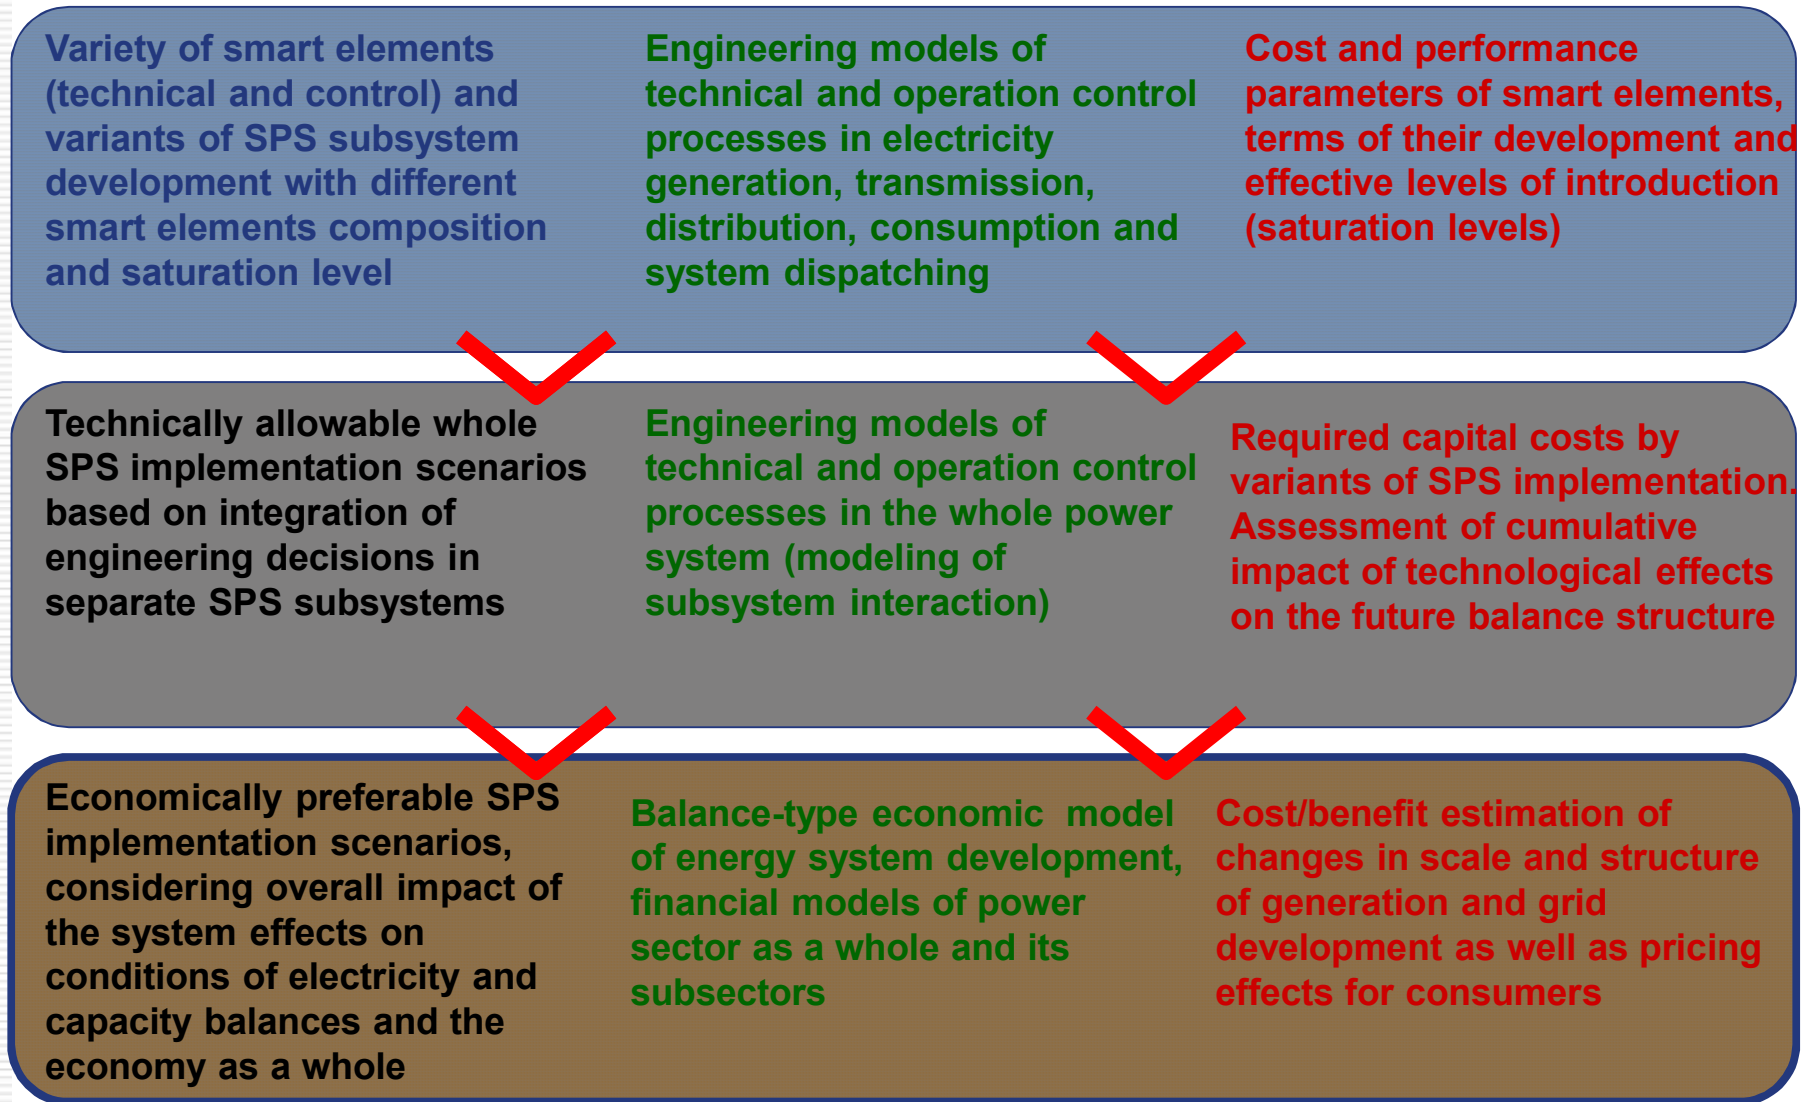 Variety of smart elements
(technical and control) and
variants of SPS subsystem
development with different
smart elements composition
and saturation level
Engineering models of
technical and operation control
processes in electricity
generation, transmission,
distribution, consumption and
system dispatching
Cost and performance
parameters of smart elements,
terms of their development and
effective levels of introduction
(saturation levels)
Technically allowable whole
SPS implementation scenarios
based on integration of
engineering decisions in
separate SPS subsystems
Engineering models of
technical and operation control
processes in the whole power
system (modeling of
subsystem interaction)
Required capital costs by
variants of SPS implementation.
Assessment of cumulative
impact of technological effects
on the future balance structure
Economically preferable SPS
implementation scenarios,
considering overall impact of
the system effects on
conditions of electricity and
capacity balances and the
economy as a whole
Balance-type economic model
of energy system development,
financial models of power
sector as a whole and its
subsectors
Cost/benefit estimation of
changes in scale and structure
of generation and grid
development as well as pricing
effects for consumers